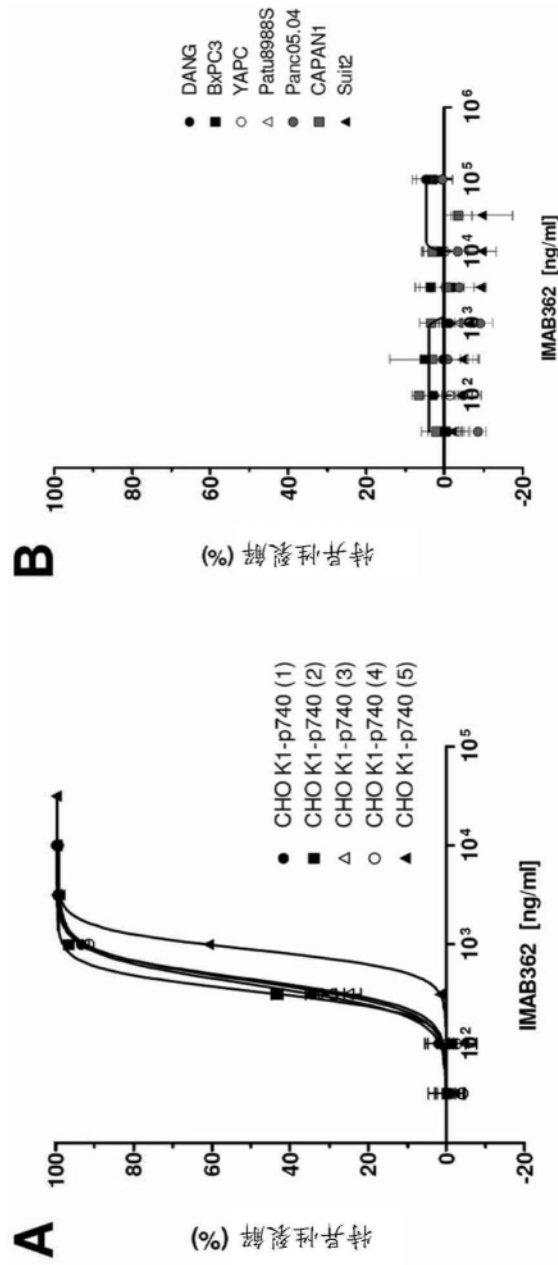 A
特异性裂解 (%)
100
80
60
40
20
0
-20
10²
10³
10⁴
10⁵
IMAB362 [ng/ml]
CHO K1-p740 (1)
CHO K1-p740 (2)
CHO K1-p740 (3)
CHO K1-p740 (4)
CHO K1-p740 (5)
B
特异性裂解 (%)
100
80
60
40
20
0
-20
10²
10³
10⁴
10⁵
10⁶
IMAB362 [ng/ml]
DANG
BxPC3
YAPC
Patu8988S
Panc05.04
CAPAN1
Suit2